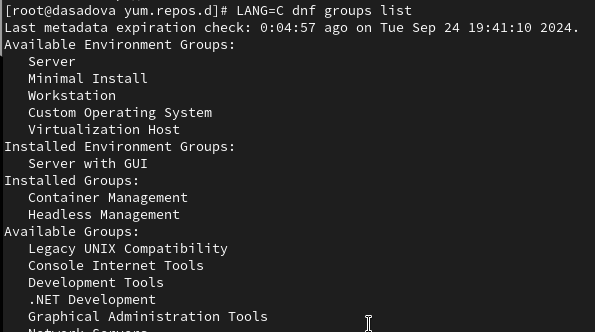 [root@dasadova yum.repos.d]# LANG=C dnf groups list
Last metadata expiration check: 0:04:57 ago on Tue Sep 24 19:41:10 2024.
Available Environment Groups:
   Server
   Minimal Install
   Workstation
   Custom Operating System
   Virtualization Host
Installed Environment Groups:
   Server with GUI
Installed Groups:
   Container Management
   Headless Management
Available Groups:
   Legacy UNIX Compatibility
   Console Internet Tools
   Development Tools
   .NET Development
   Graphical Administration Tools
   Network Servers